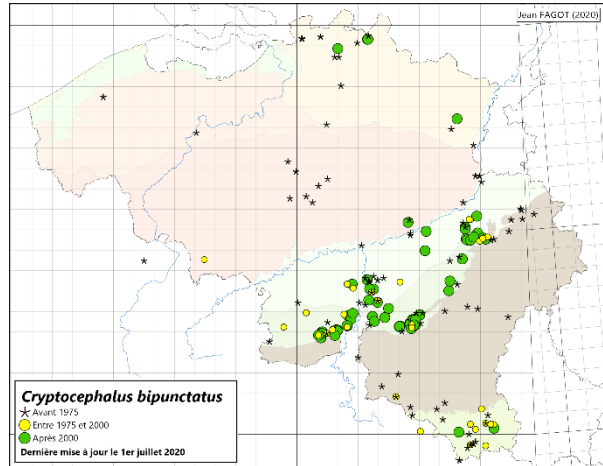 Jean FAGOT (2020)
Cryptocephalus bipunctatus
Avant 1975
Entre 1975 et 2000
Après 2000
Dernière mise à jour le 1er juillet 2020